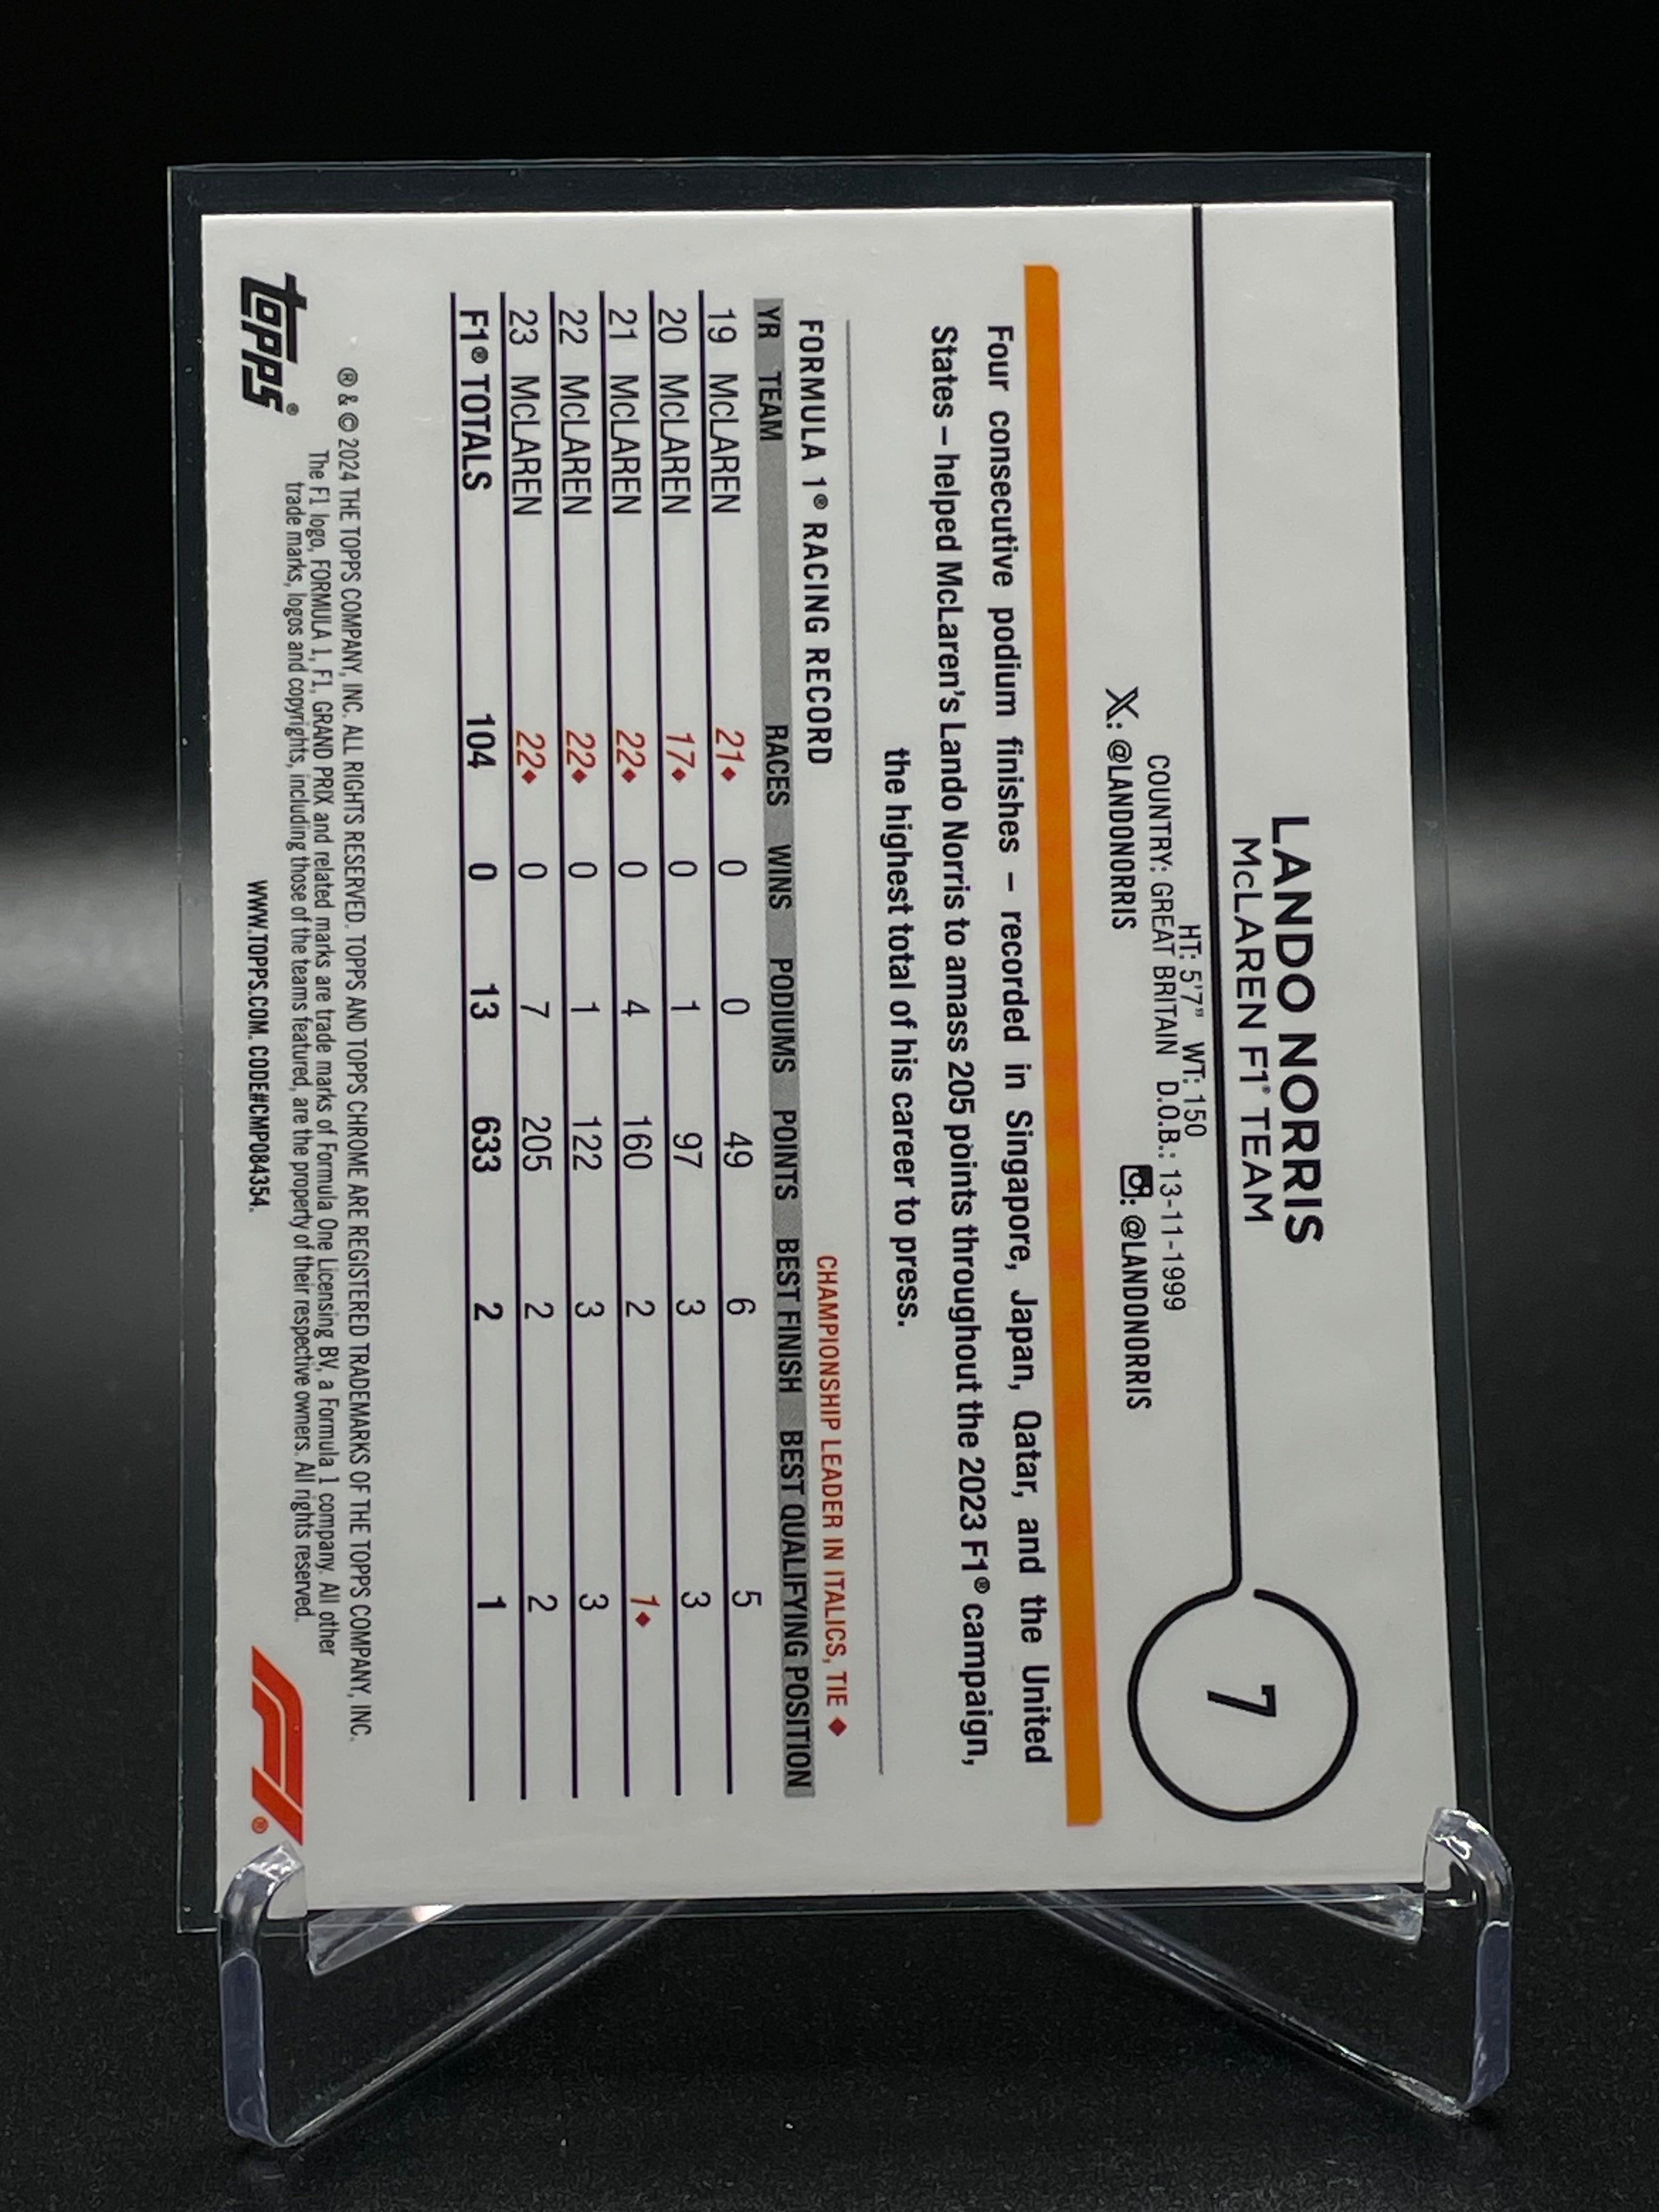 LANDO NORRIS
McLAREN F1® TEAM
7
HT: 5'7" WT: 150
COUNTRY: GREAT BRITAIN D.O.B.: 13-11-1999
X: @LANDONORRIS : @LANDONORRIS
Four consecutive podium finishes – recorded in Singapore, Japan, Qatar, and the United
States – helped McLaren's Lando Norris to amass 205 points throughout the 2023 F1® campaign,
the highest total of his career to press.
FORMULA 1® RACING RECORD CHAMPIONSHIP LEADER IN ITALICS, TIE ♦
YR TEAM RACES WINS PODIUMS POINTS BEST FINISH BEST QUALIFYING POSITION
19 McLAREN 21♦ 0 0 49 6 5
20 McLAREN 17♦ 0 1 97 3 3
21 McLAREN 22♦ 0 4 160 2 1♦
22 McLAREN 22♦ 0 1 122 3 3
23 McLAREN 22♦ 0 7 205 2 2
F1® TOTALS 104 0 13 633 2 1
® & © 2024 THE TOPPS COMPANY, INC. ALL RIGHTS RESERVED. TOPPS AND TOPPS CHROME ARE REGISTERED TRADEMARKS OF THE TOPPS COMPANY, INC.
The F1 logo, FORMULA 1, F1, GRAND PRIX and related marks are trade marks of Formula One Licensing BV, a Formula 1 company. All other
trade marks, logos and copyrights, including those of the teams featured, are the property of their respective owners. All rights reserved.
WWW.TOPPS.COM. CODE#CMP084354.
topps®
F1®